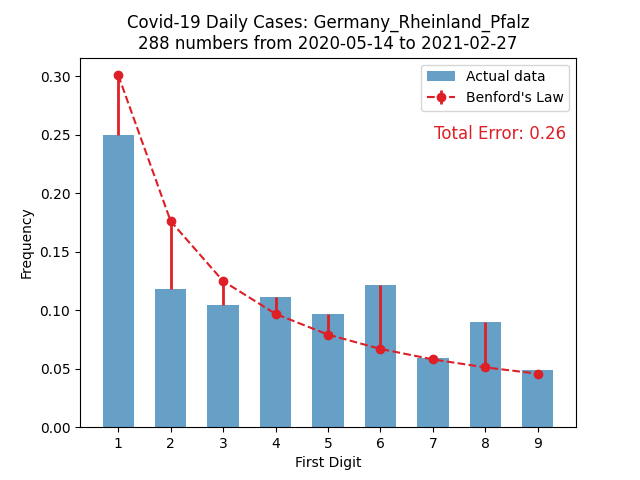 Covid-19 Daily Cases: Germany_Rheinland_Pfalz
288 numbers from 2020-05-14 to 2021-02-27
Actual data
Benford's Law
Total Error: 0.26
Frequency
0.30
0.25
0.20
0.15
0.10
0.05
0.00
1 2 3 4 5 6 7 8 9
First Digit